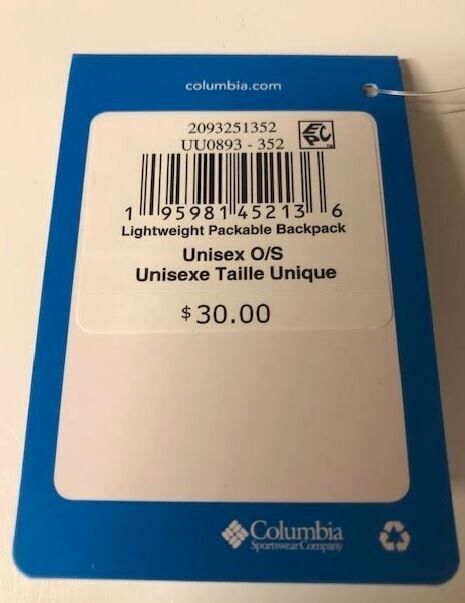 columbia.com
2093251352
UU0893 - 352
EPC
1 95981 45213 6
Lightweight Packable Backpack
Unisex O/S
Unisexe Taille Unique
$ 30.00
Columbia
Sportswear Company